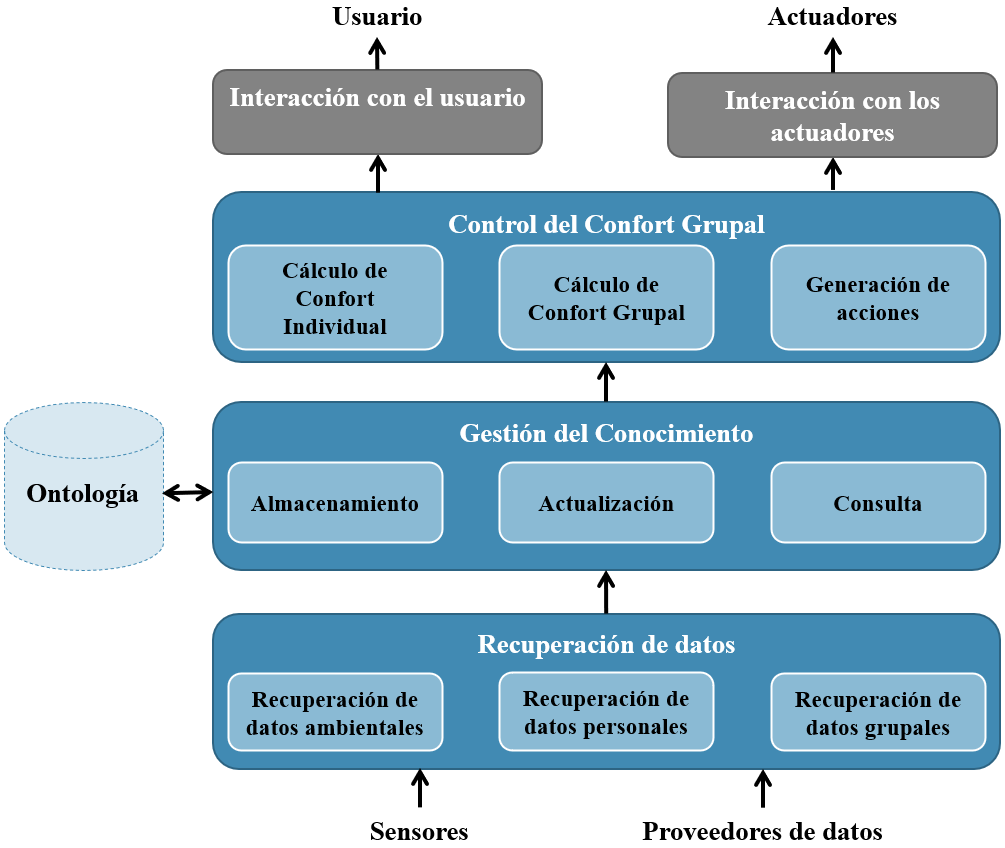 Usuario
Actuadores
Interacción con el usuario
Interacción con los
actuadores
Control del Confort Grupal
Cálculo de
Confort
Individual
Cálculo de
Confort Grupal
Generación de
acciones
Gestión del Conocimiento
Ontología
Almacenamiento
Actualización
Consulta
Recuperación de datos
Recuperación de
datos ambientales
Recuperación de
datos personales
Recuperación de
datos grupales
Sensores
Proveedores de datos